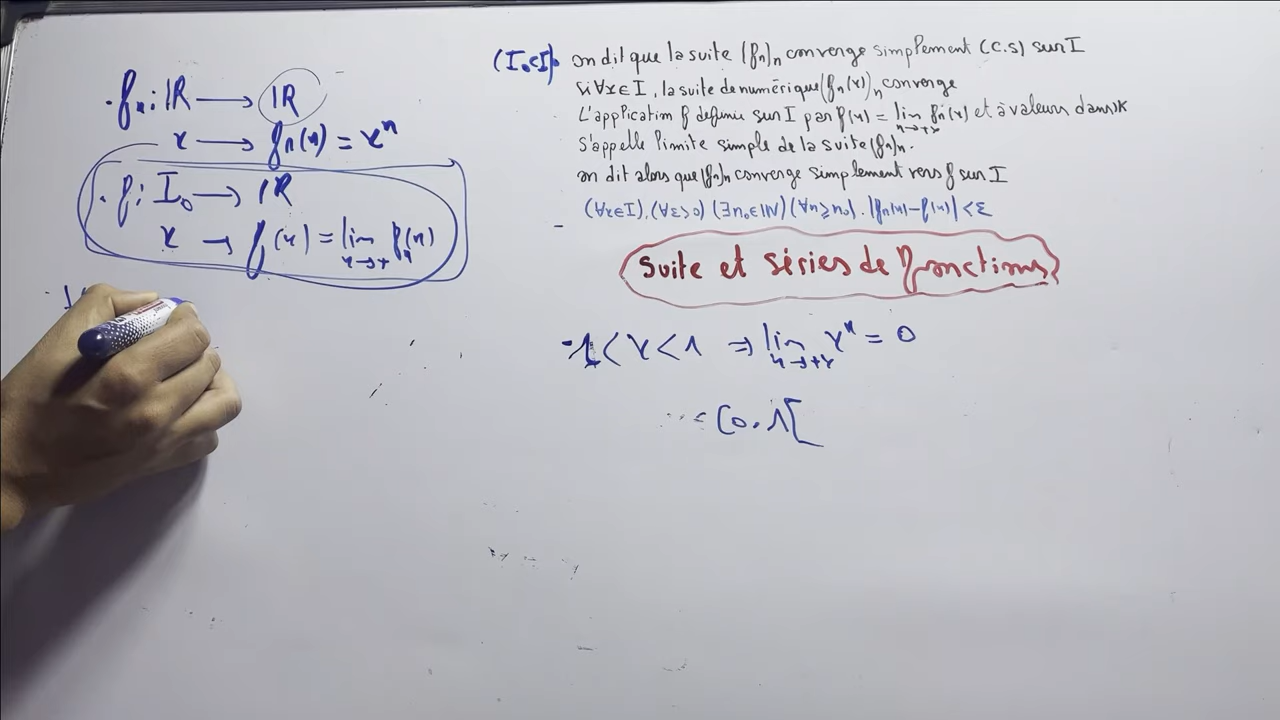 . fn : IR → IR
x → fn(x) = xⁿ
. f : I₀ → IR
x → f(x) = lim fn(x)
n→+
(I₀⊂I). on dit que la suite (fn)n converge simplement (C.S) sur I
si ∀x∈I, la suite de numérique (fn(x))n converge
L'application f definie sur I par f(x) = lim fn(x) et à valeurs dans IK
n→+∞
s'appelle limite simple de la suite (fn)n.
on dit alors que (fn)n converge simplement vers f sur I
(∀x∈I), (∀ε>0) (∃n₀∈IN) (∀n≥n₀). |fn(x)-f(x)| <ε
Suite et séries de fonctions
-1 < x < 1 ⇒ lim xⁿ = 0
n→+∞
= [0.1[